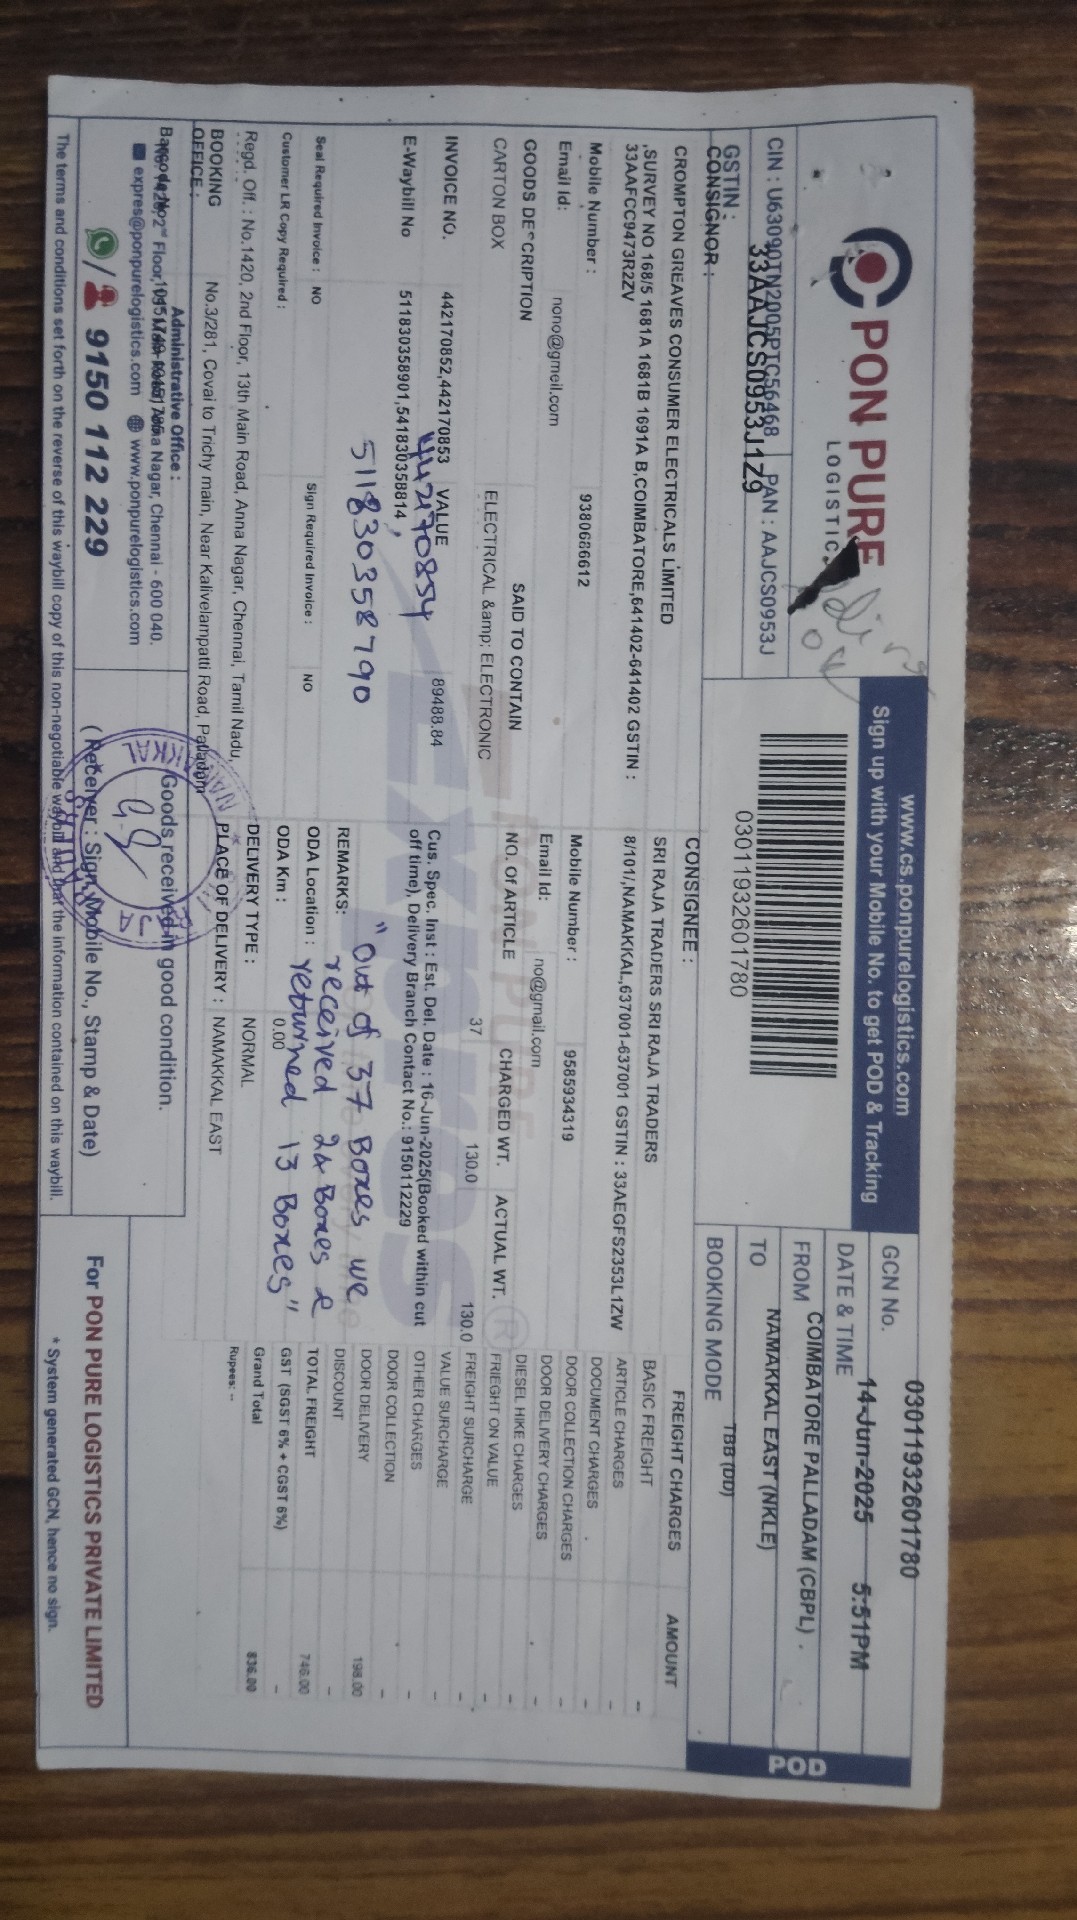 PON PURE
LOGISTICS
CIN : U63090TN2005PTC56468 PAN : AAJCS0953J
GSTIN : 33AAJCS0953J1Z9
www.cs.ponpurelogistics.com
Sign up with your Mobile No. to get POD & Tracking
0301193260178​0
GCN No. 03011932601780
DATE & TIME 14-Jun-2025 5:51PM
FROM COIMBATORE PALLADAM (CBPL)
TO NAMAKKAL EAST (NKLE)
BOOKING MODE TBB (DD)
POD
CONSIGNOR :
CROMPTON GREAVES CONSUMER ELECTRICALS LIMITED
,SURVEY NO 168/5 1681A 1681B 1691A B,COIMBATORE,641402-641402 GSTIN :
33AAFCC9473R2ZV
Mobile Number : 9380686612
Email Id: nono@gmeil.com
CONSIGNEE :
SRI RAJA TRADERS SRI RAJA TRADERS
8/101/,NAMAKKAL,637001-637001 GSTIN : 33AEGFS2353L1ZW
Mobile Number : 9585934319
Email Id: no@gmail.com
GOODS DESCRIPTION SAID TO CONTAIN NO. Of ARTICLE CHARGED WT. ACTUAL WT.
CARTON BOX ELECTRICAL &amp; ELECTRONIC 37 130.0 130.0
INVOICE NO. 442170852,442170853 VALUE 89488.84
442170854
E-Waybill No 511830358901,541830358814,
511830358790
Cus. Spec. Inst : Est. Del. Date : 16-Jun-2025(Booked within cut
off time), Delivery Branch Contact No.: 9150112229
REMARKS: "Out of 37 Boxes we
received 24 Boxes &
returned 13 Boxes"
Seal Required Invoice : NO Sign Required Invoice : NO
Customer LR Copy Required :
ODA Location :
ODA Km : 0.00
DELIVERY TYPE : NORMAL
PLACE OF DELIVERY : NAMAKKAL EAST
Regd. Off. : No.1420, 2nd Floor, 13th Main Road, Anna Nagar, Chennai, Tamil Nadu,
BOOKING OFFICE : No.3/281, Covai to Trichy main, Near Kalivelampatti Road, Palladam
FREIGHT CHARGES AMOUNT
BASIC FREIGHT -
ARTICLE CHARGES -
DOCUMENT CHARGES -
DOOR COLLECTION CHARGES -
DOOR DELIVERY CHARGES -
DIESEL HIKE CHARGES -
FRIEGHT ON VALUE -
FREIGHT SURCHARGE -
VALUE SURCHARGE -
OTHER CHARGES -
DOOR COLLECTION -
DOOR DELIVERY 198.00
DISCOUNT -
TOTAL FREIGHT 746.00
GST (SGST 6% + CGST 6%) -
Grand Total 836.00
Rupees: --
Administrative Office :
Floor, Anna Nagar, Chennai - 600 040.
expres@ponpurelogistics.com www.ponpurelogistics.com
9150 112 229
Goods received in good condition.
(Receiver : Sign, Mobile No., Stamp & Date)
NAMAKKAL
For PON PURE LOGISTICS PRIVATE LIMITED
The terms and conditions set forth on the reverse of this waybill copy of this non-negotiable waybill and that the information contained on this waybill.
* System generated GCN, hence no sign.